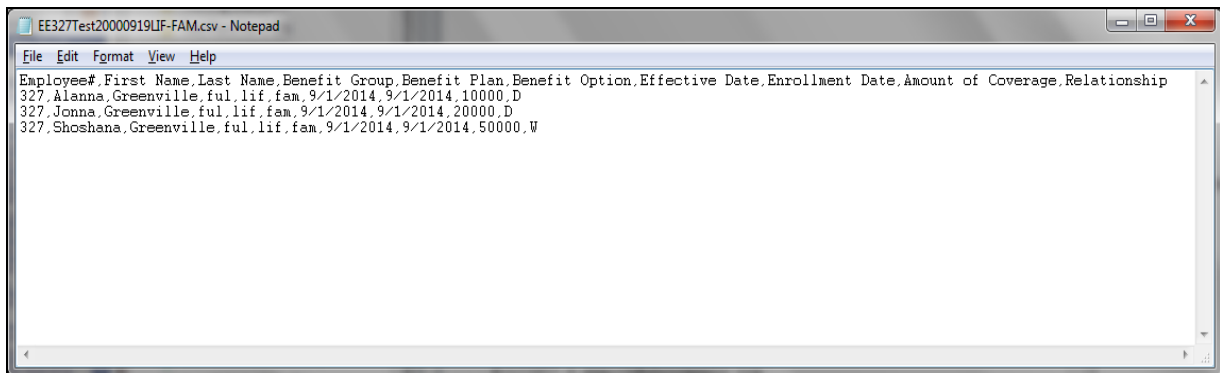 EE327Test20000919LIF-FAM.csv - Notepad
File Edit Format View Help
Employee#,First Name,Last Name,Benefit Group,Benefit Plan,Benefit Option,Effective Date,Enrollment Date,Amount of Coverage,Relationship
327,Alanna,Greenville,ful,lif,fam,9/1/2014,9/1/2014,10000,D
327,Jonna,Greenville,ful,lif,fam,9/1/2014,9/1/2014,20000,D
327,Shoshana,Greenville,ful,lif,fam,9/1/2014,9/1/2014,50000,W